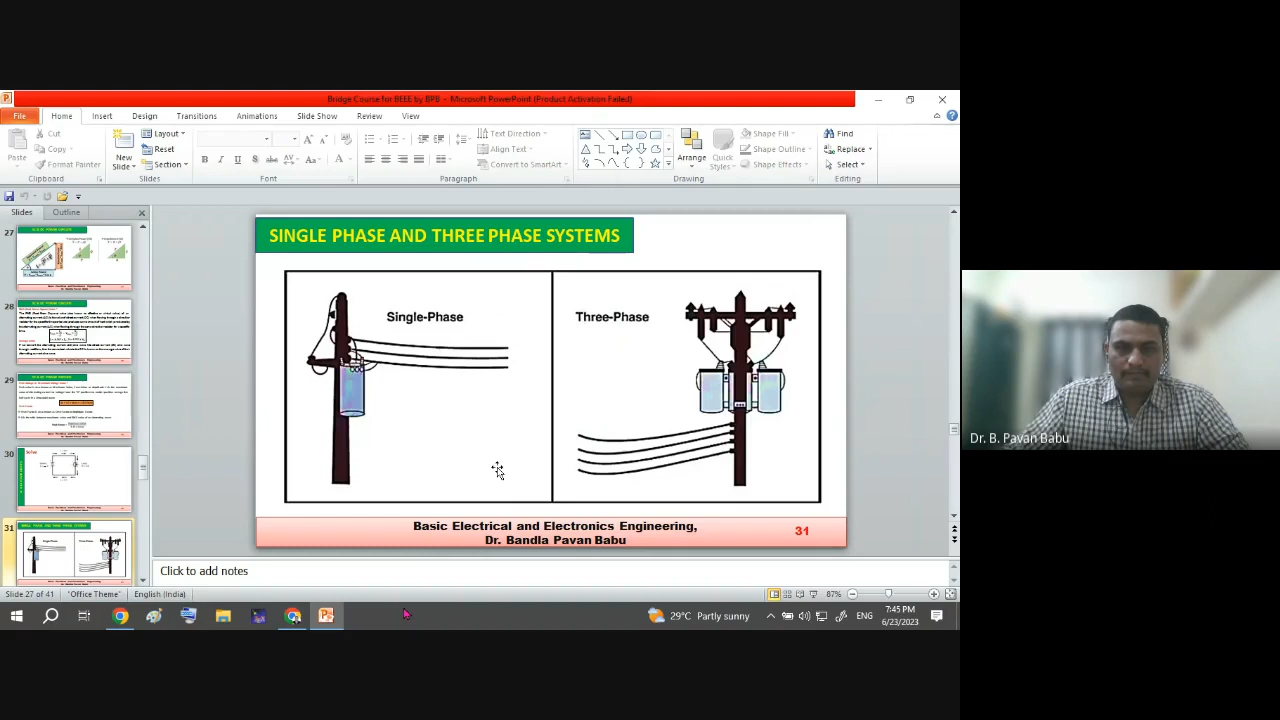 Bridge Course for BEEE by BPB - Microsoft PowerPoint (Product Activation Failed)
File Home Insert Design Transitions Animations Slide Show Review View
Cut
Copy
Format Painter
Paste
Clipboard
New
Slide
Layout
Reset
Section
Slides
Font
Text Direction
Align Text
Convert to SmartArt
Paragraph
Arrange
Quick
Styles
Shape Fill
Shape Outline
Shape Effects
Drawing
Find
Replace
Select
Editing
Slides Outline
27
28
29
30
31
SINGLE PHASE AND THREE PHASE SYSTEMS
Single-Phase
Three-Phase
Basic Electrical and Electronics Engineering,
Dr. Bandla Pavan Babu
31
Click to add notes
Slide 27 of 41 "Office Theme" English (India) 87%
29°C Partly sunny ENG 7:45 PM
6/23/2023
Dr. B. Pavan Babu